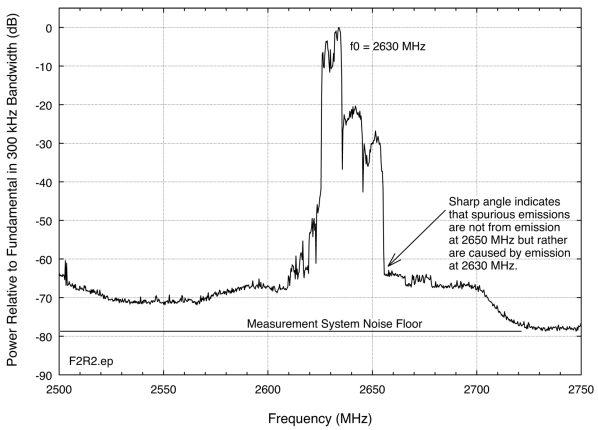 Power Relative to Fundamental in 300 kHz Bandwidth (dB)
0
-10
-20
-30
-40
-50
-60
-70
-80
-90
f0 = 2630 MHz
Sharp angle indicates
that spurious emissions
are not from emission
at 2650 MHz but rather
are caused by emission
at 2630 MHz.
Measurement System Noise Floor
F2R2.ep
2500
2550
2600
2650
2700
2750
Frequency (MHz)